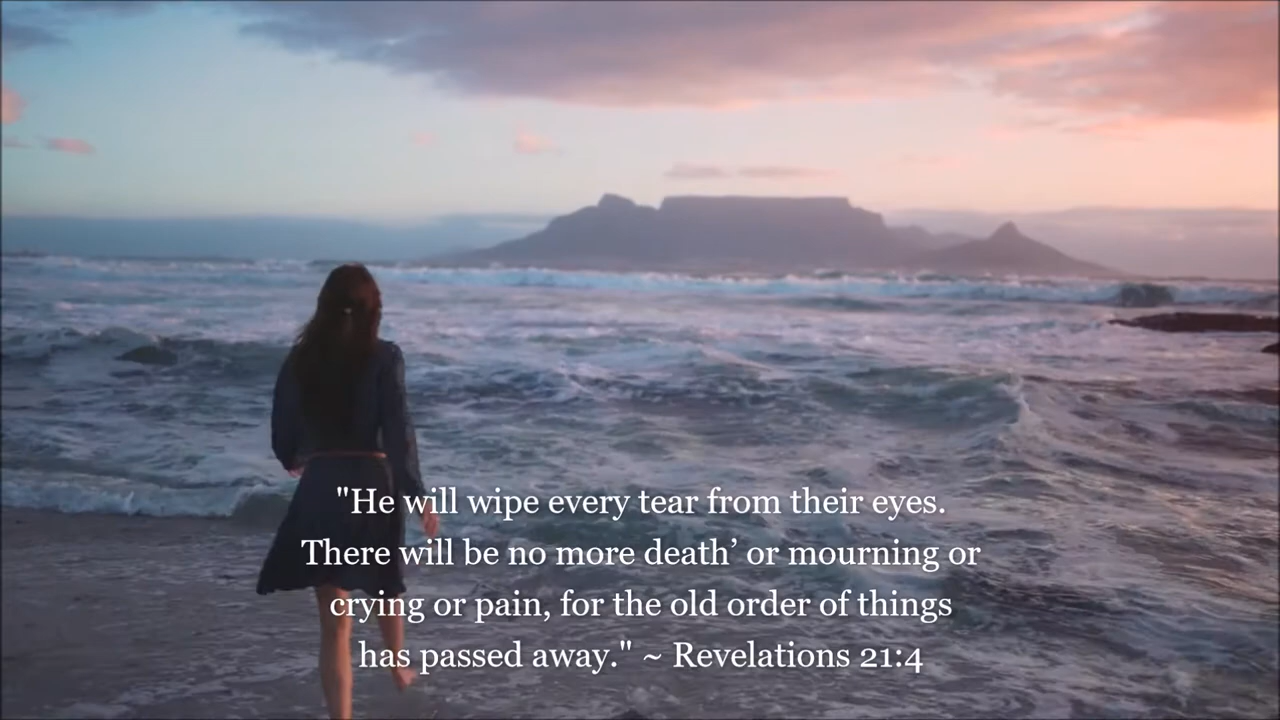 "He will wipe every tear from their eyes.
There will be no more death’ or mourning or
crying or pain, for the old order of things
has passed away." ~ Revelations 21:4